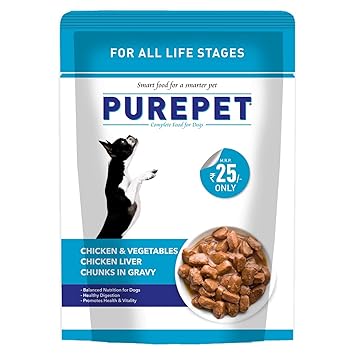 FOR ALL LIFE STAGES
Smart food for a smarter pet
PUREPET
Complete Food for Dogs
M.R.P.
₹25/-
ONLY
CHICKEN & VEGETABLES
CHICKEN LIVER
CHUNKS IN GRAVY
• Balanced Nutrition for Dogs
• Healthy Digestion
• Promotes Health & Vitality